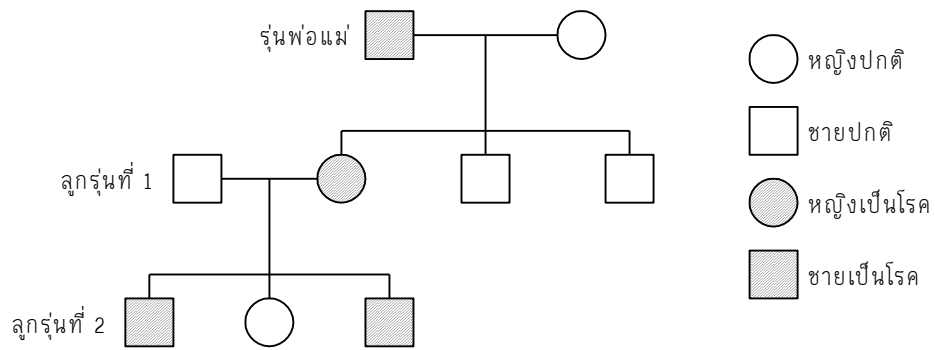 รุ่นพ่อแม่
หญิงปกติ
ชายปกติ
ลูกรุ่นที่ 1
หญิงเป็นโรค
ชายเป็นโรค
ลูกรุ่นที่ 2